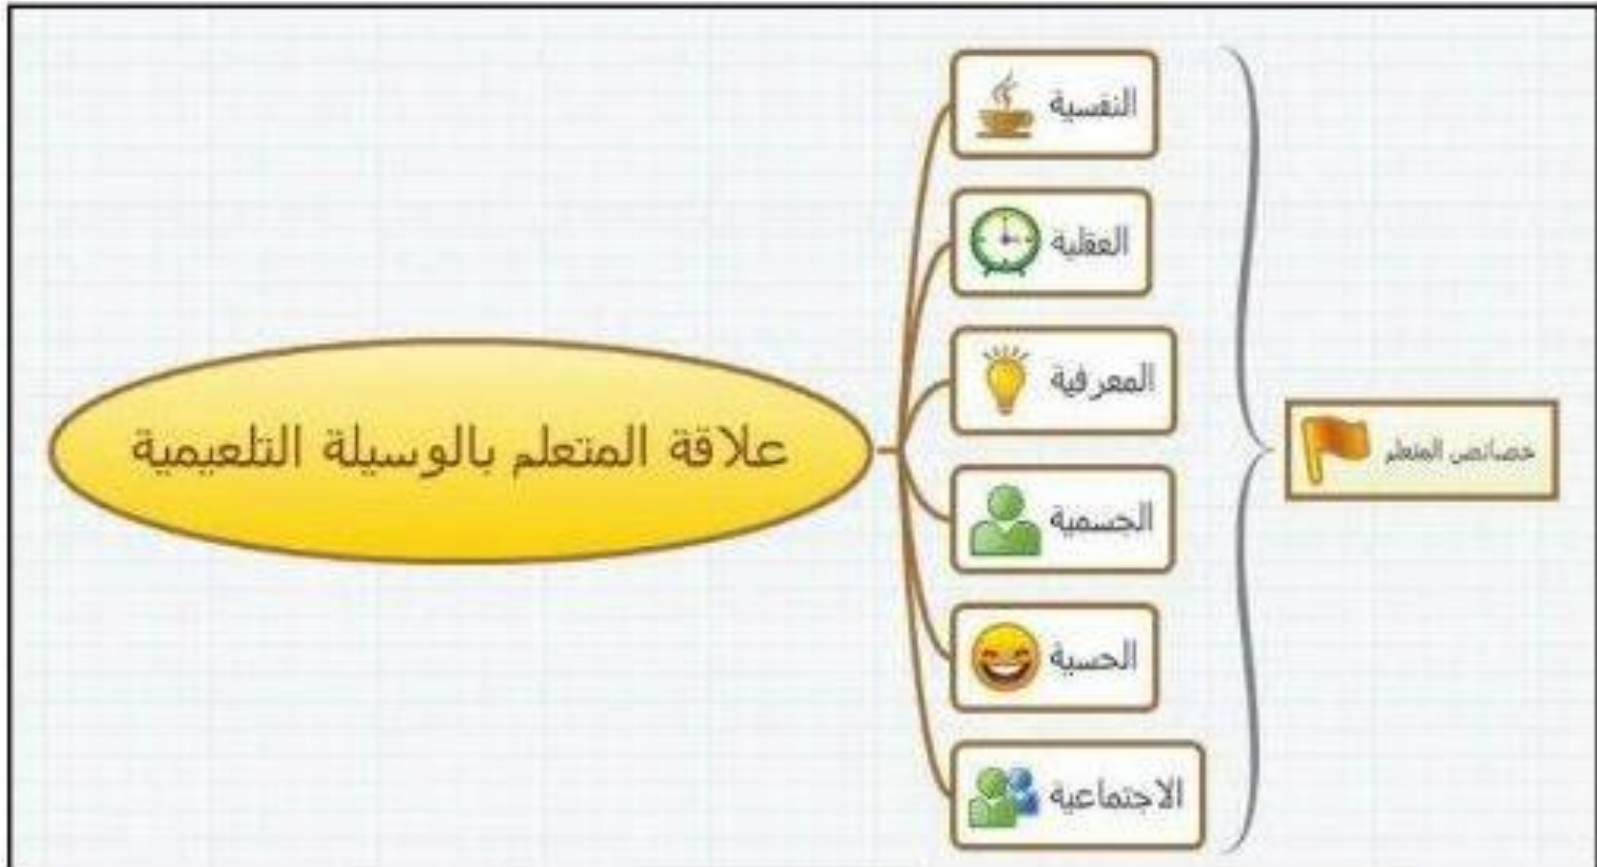 علاقة المتعلم بالوسيلة التلعيمية
النفسية
العقلية
المعرفية
الجسمية
الحسية
الاجتماعية
خصائص المتعلم